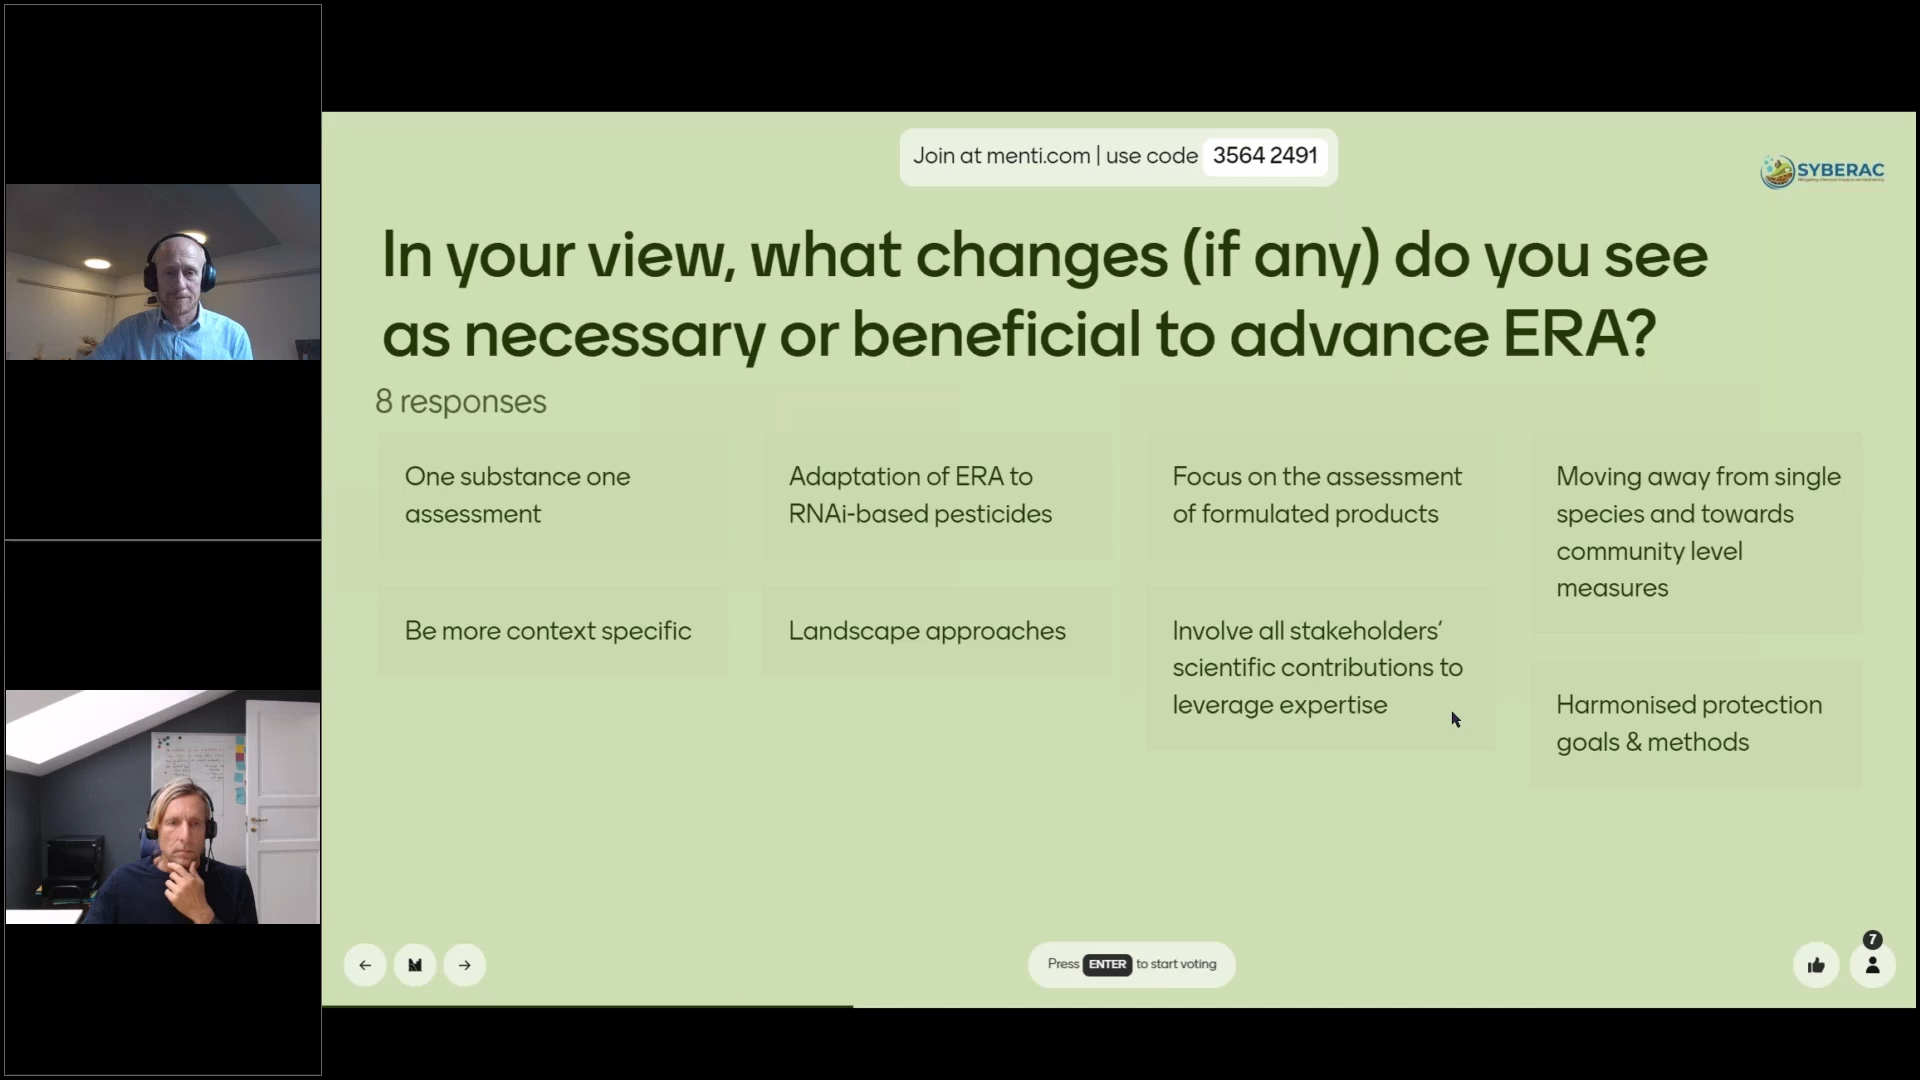 Join at menti.com | use code 3564 2491
SYBERAC
In your view, what changes (if any) do you see
as necessary or beneficial to advance ERA?
8 responses
One substance one
assessment
Adaptation of ERA to
RNAi-based pesticides
Focus on the assessment
of formulated products
Moving away from single
species and towards
community level
measures
Be more context specific
Landscape approaches
Involve all stakeholders'
scientific contributions to
leverage expertise
Harmonised protection
goals & methods
Press ENTER to start voting
7